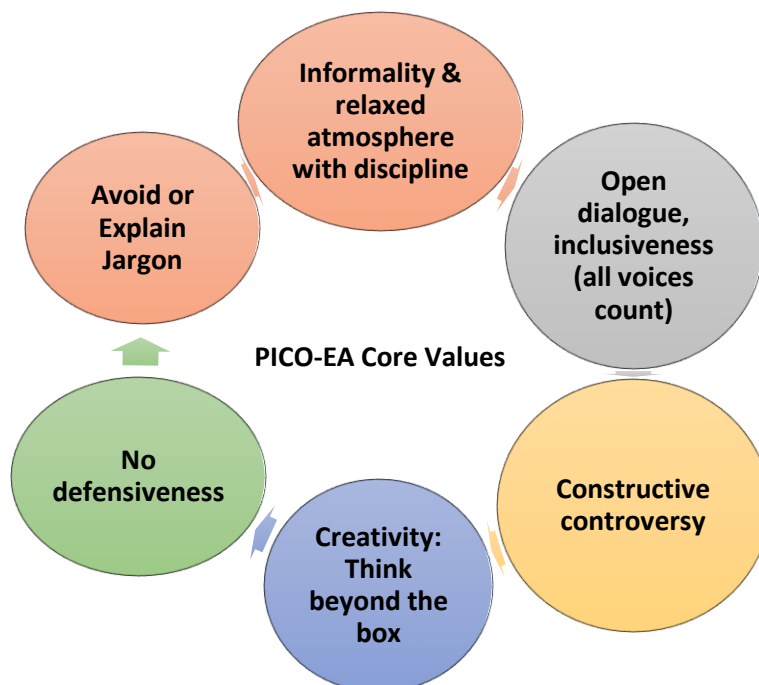 Informality &
relaxed
atmosphere
with discipline
Open
dialogue,
inclusiveness
(all voices
count)
Constructive
controversy
Creativity:
Think
beyond the
box
No
defensiveness
Avoid or
Explain
Jargon
PICO-EA Core Values